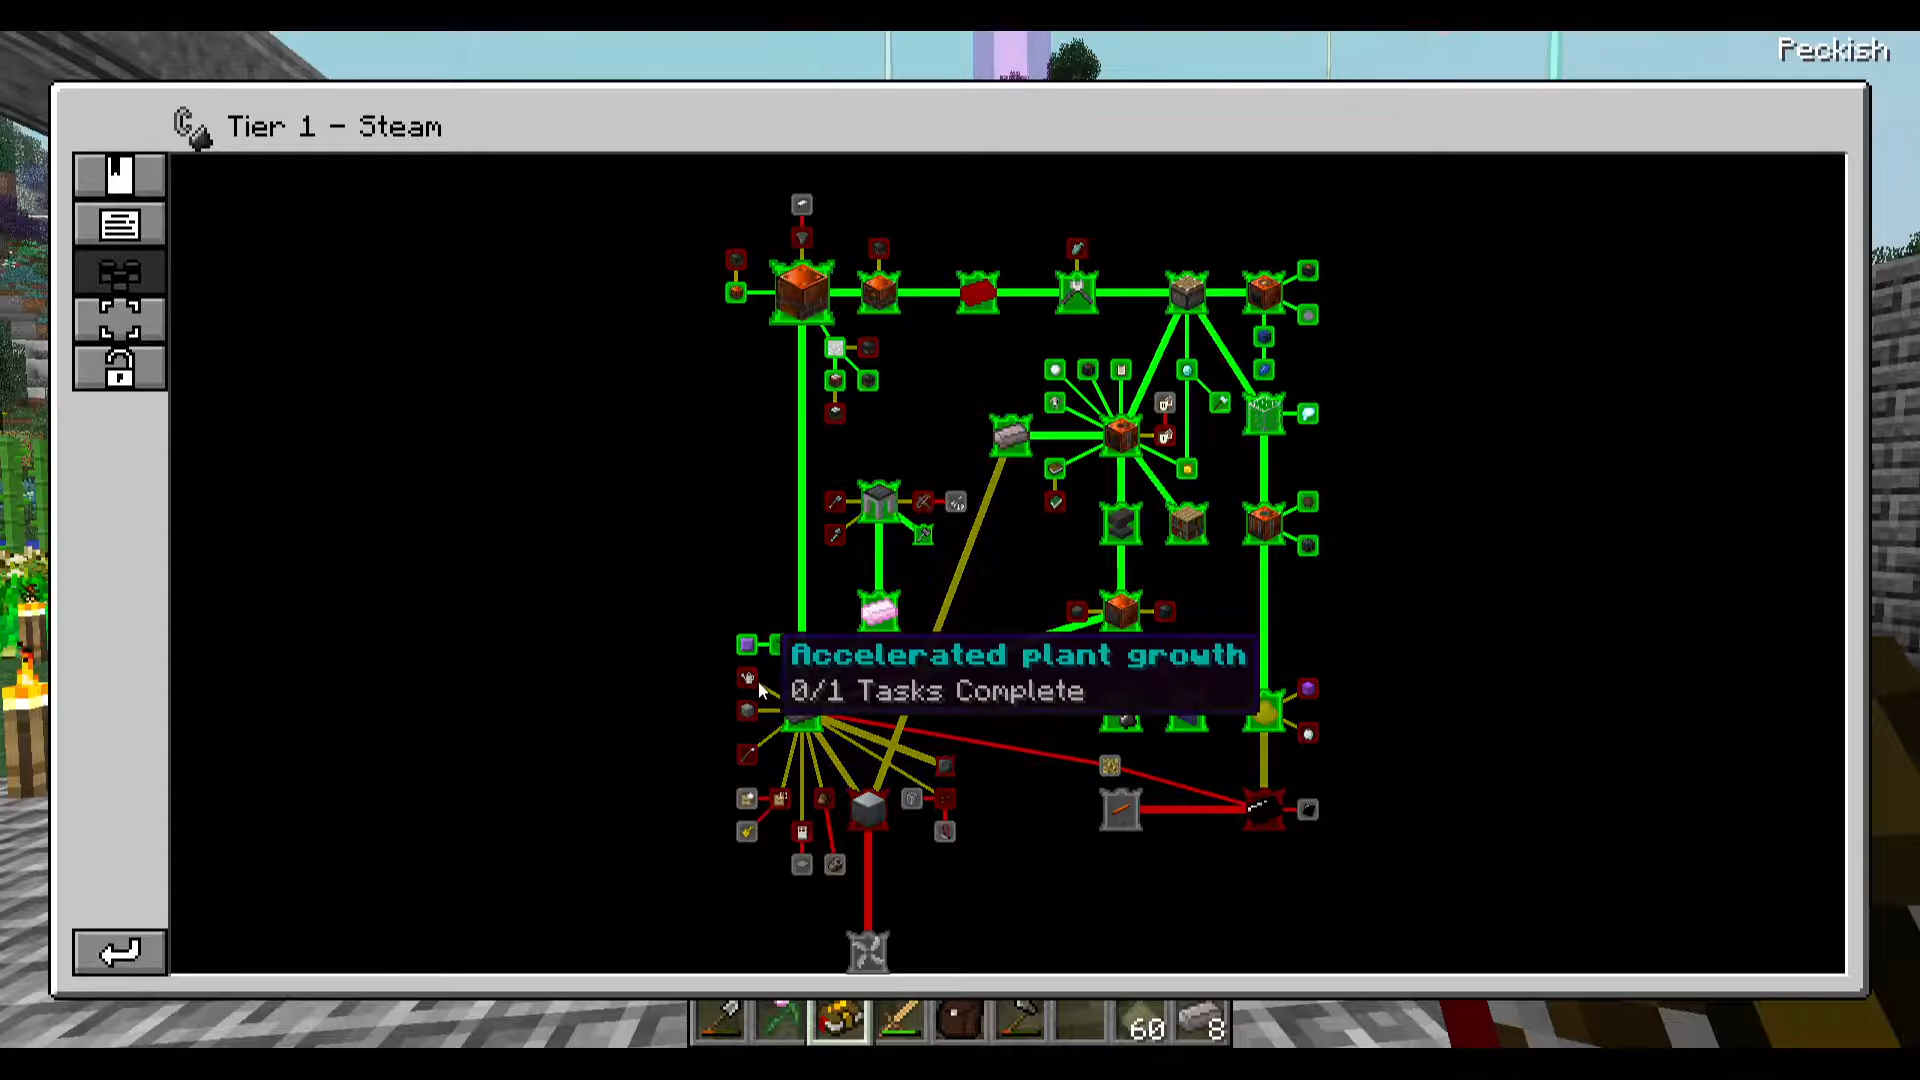 Peckish
Tier 1 - Steam
Accelerated plant growth
0/1 Tasks Complete
60
8